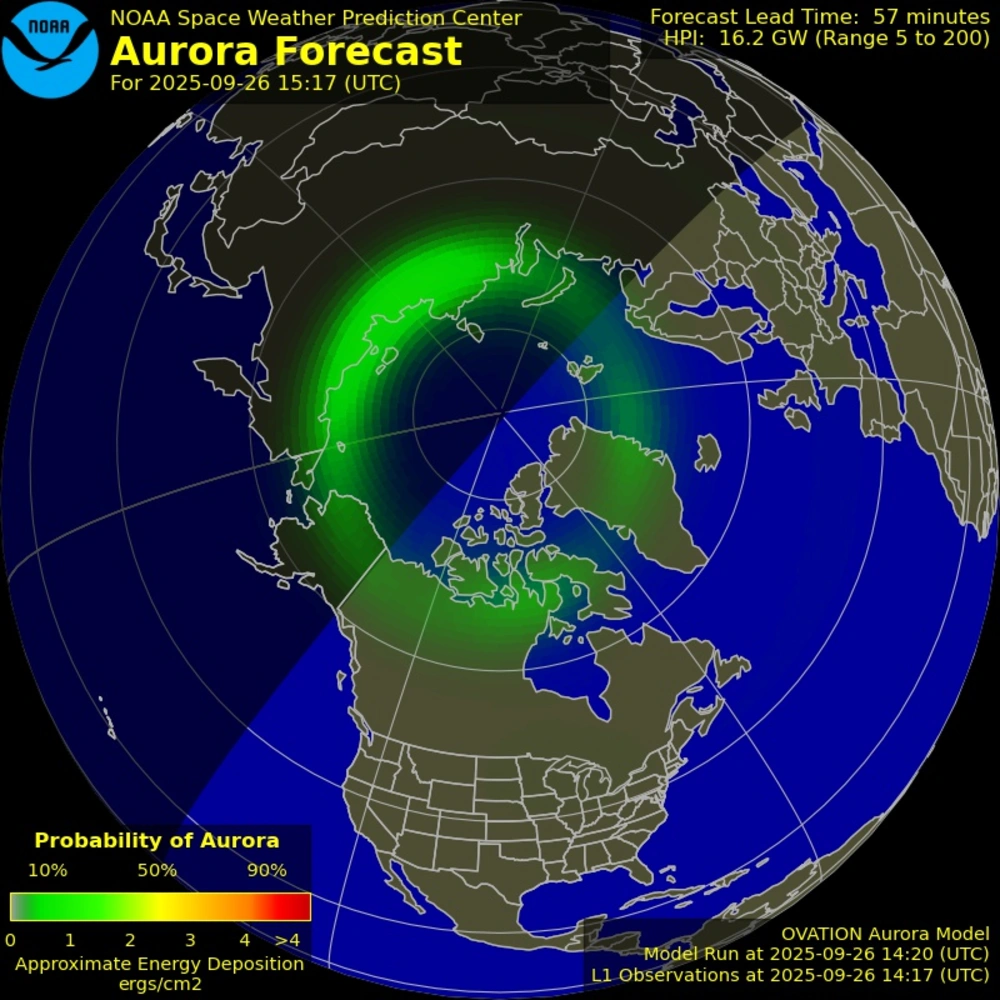 NOAA
NOAA Space Weather Prediction Center
Aurora Forecast
For 2025-09-26 15:17 (UTC)
Forecast Lead Time: 57 minutes
HPI: 16.2 GW (Range 5 to 200)
Probability of Aurora
10% 50% 90%
0 1 2 3 4 >4
Approximate Energy Deposition
ergs/cm2
OVATION Aurora Model
Model Run at 2025-09-26 14:20 (UTC)
L1 Observations at 2025-09-26 14:17 (UTC)